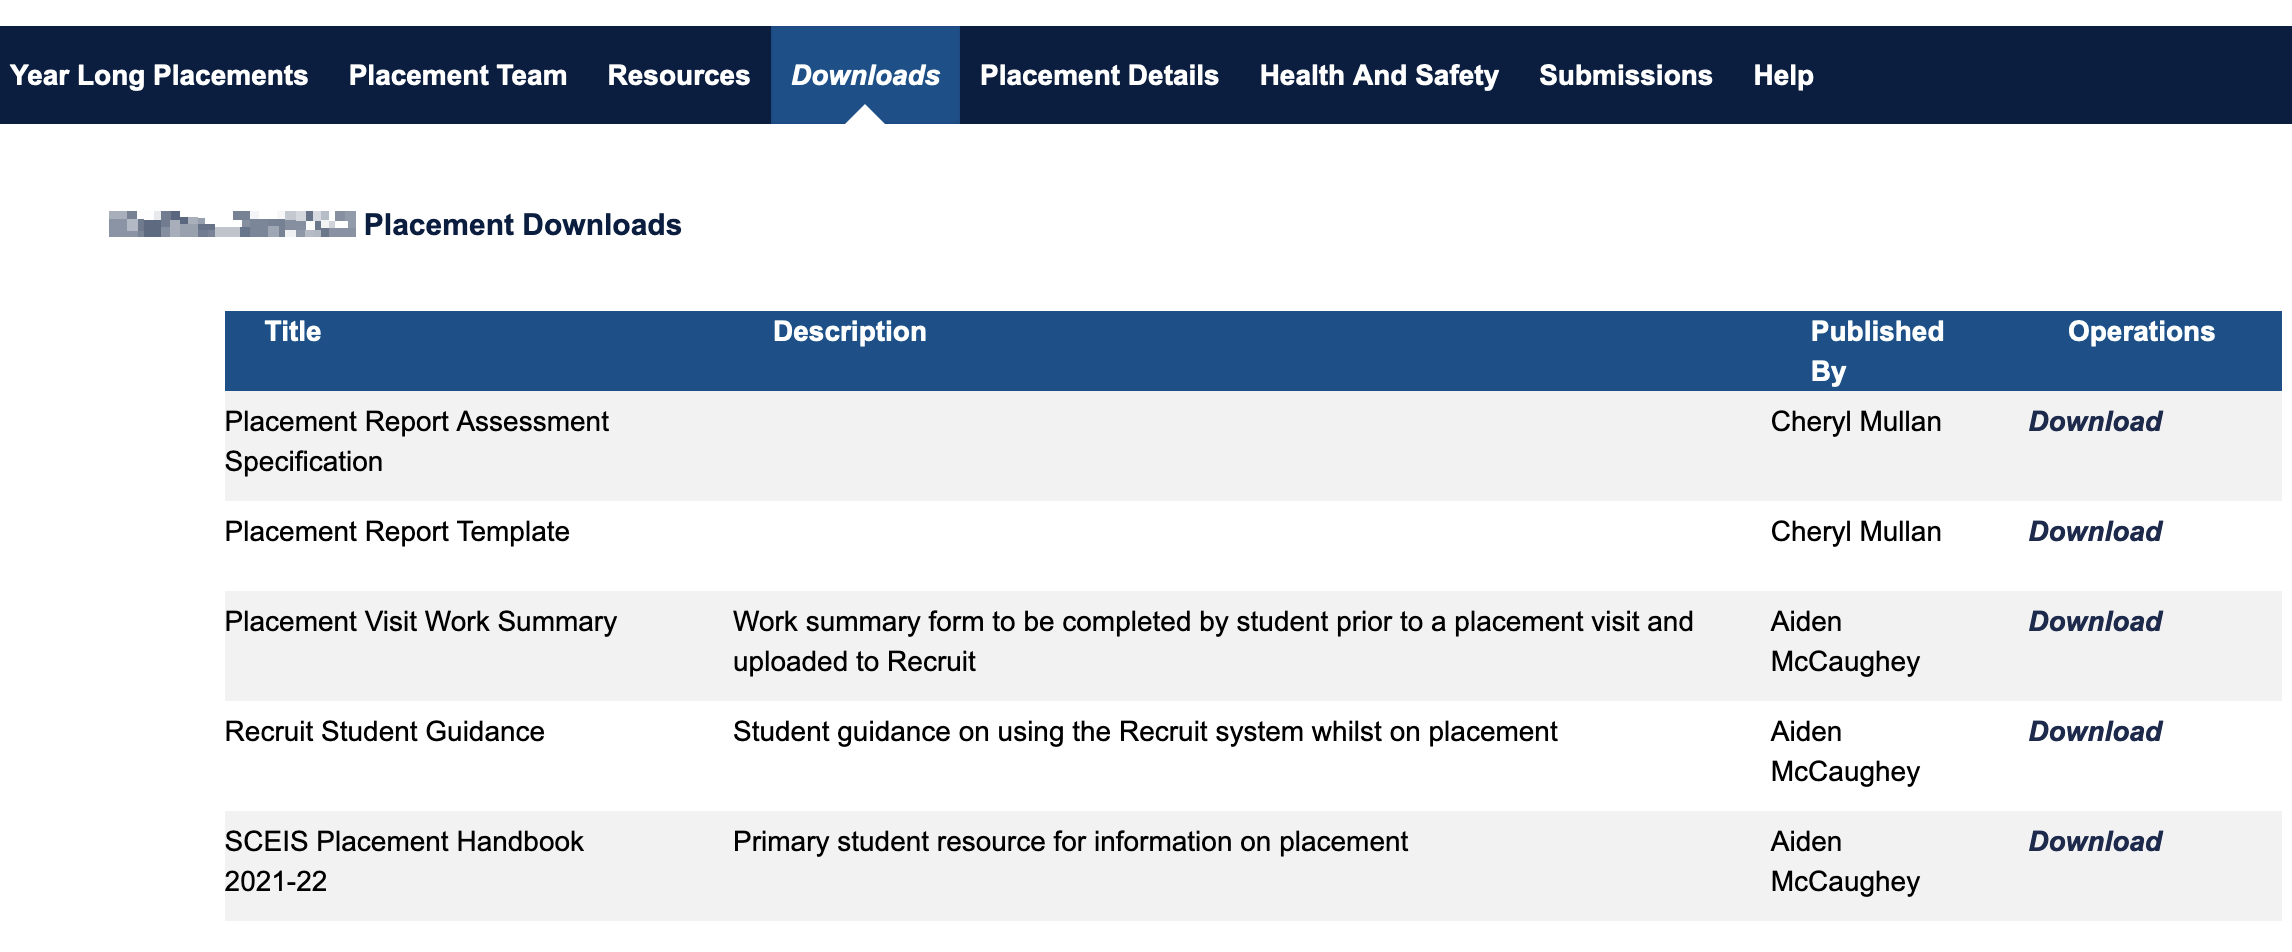 Year Long Placements Placement Team Resources Downloads Placement Details Health And Safety Submissions Help
Placement Downloads
Title Description Published By Operations
Placement Report Assessment Specification Cheryl Mullan Download
Placement Report Template Cheryl Mullan Download
Placement Visit Work Summary Work summary form to be completed by student prior to a placement visit and uploaded to Recruit Aiden McCaughey Download
Recruit Student Guidance Student guidance on using the Recruit system whilst on placement Aiden McCaughey Download
SCEIS Placement Handbook 2021-22 Primary student resource for information on placement Aiden McCaughey Download